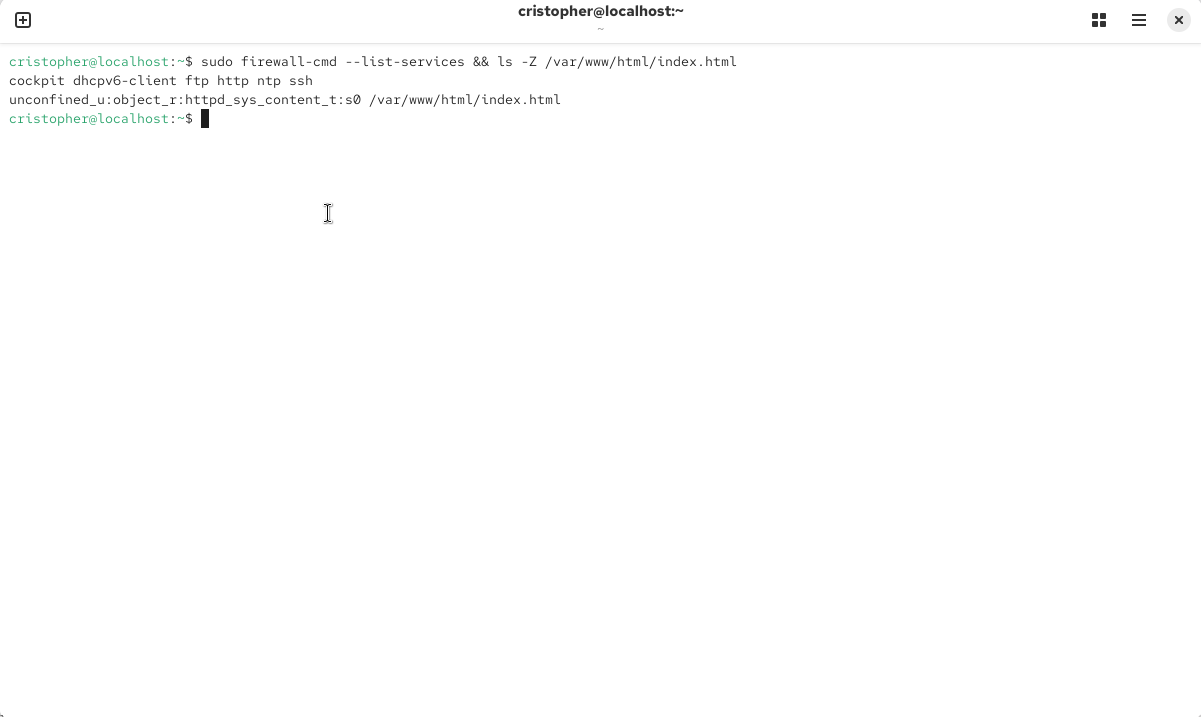 cristopher@localhost:~
~
cristopher@localhost:~$ sudo firewall-cmd --list-services && ls -Z /var/www/html/index.html
cockpit dhcpv6-client ftp http ntp ssh
unconfined_u:object_r:httpd_sys_content_t:s0 /var/www/html/index.html
cristopher@localhost:~$